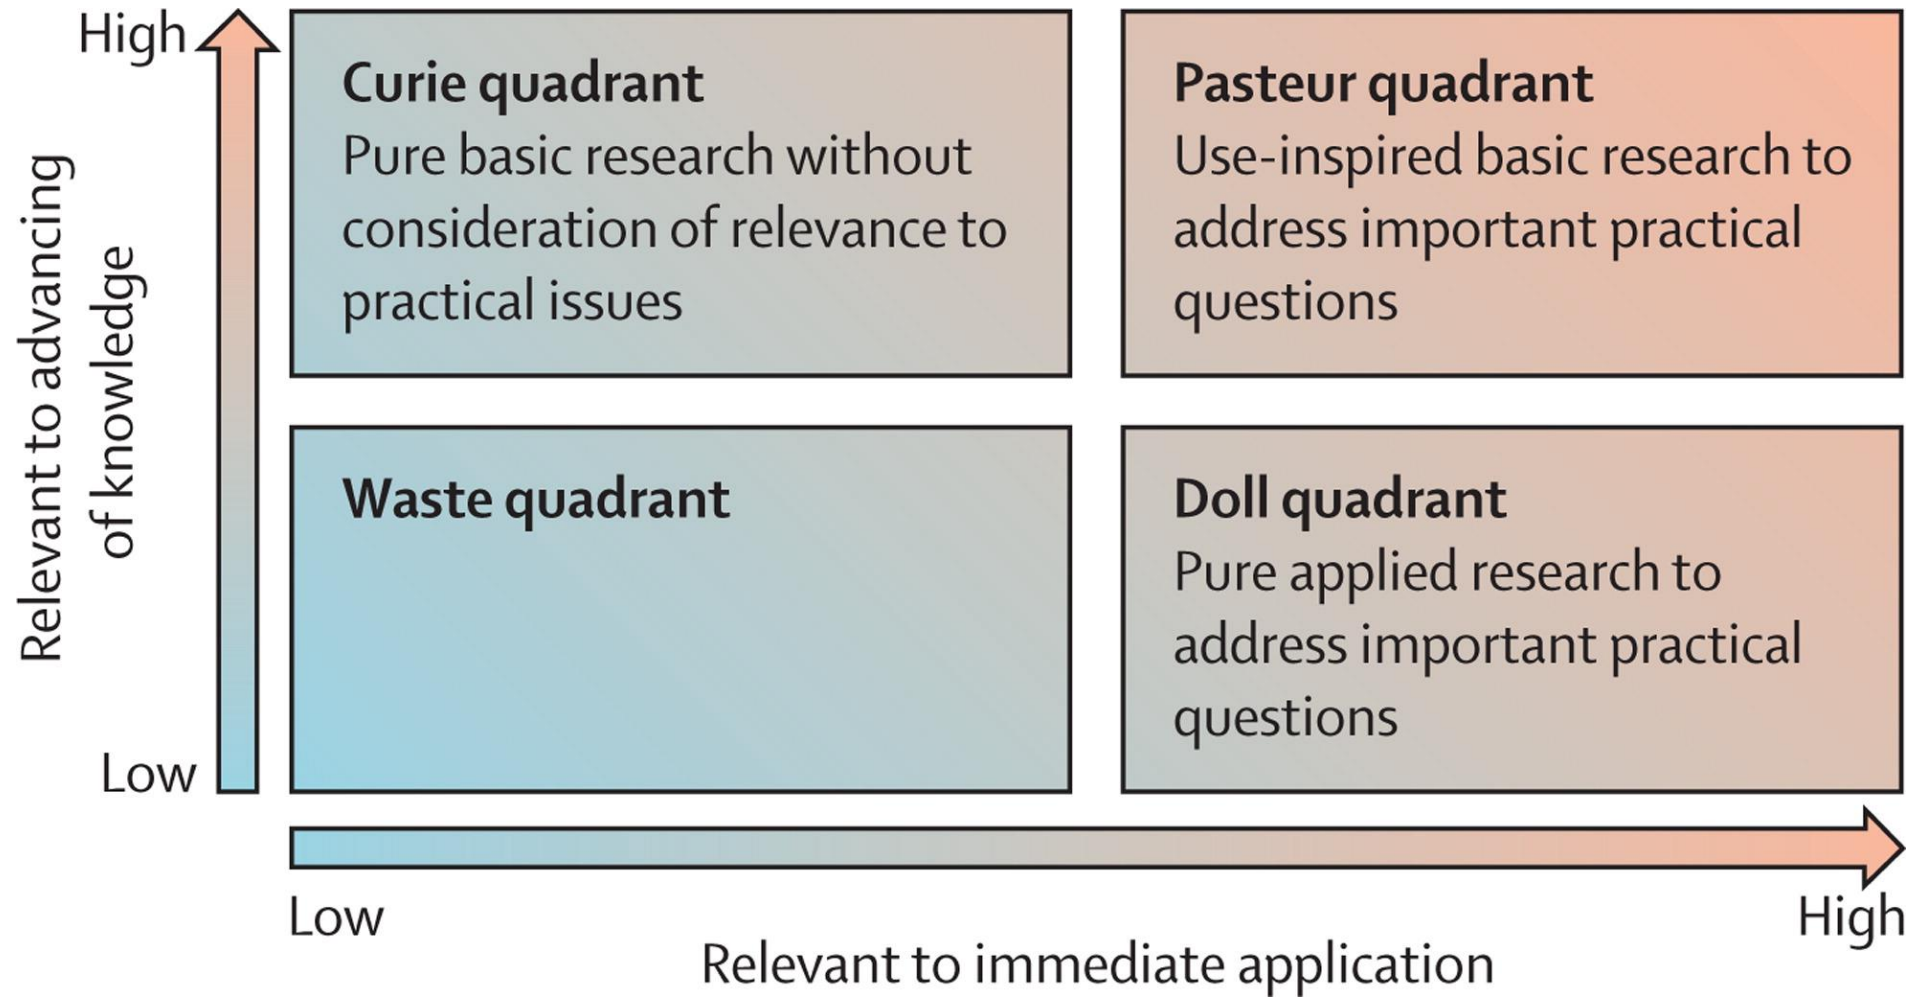 High
Relevant to advancing
of knowledge
Low
Curie quadrant
Pure basic research without
consideration of relevance to
practical issues
Pasteur quadrant
Use-inspired basic research to
address important practical
questions
Waste quadrant
Doll quadrant
Pure applied research to
address important practical
questions
Low
High
Relevant to immediate application